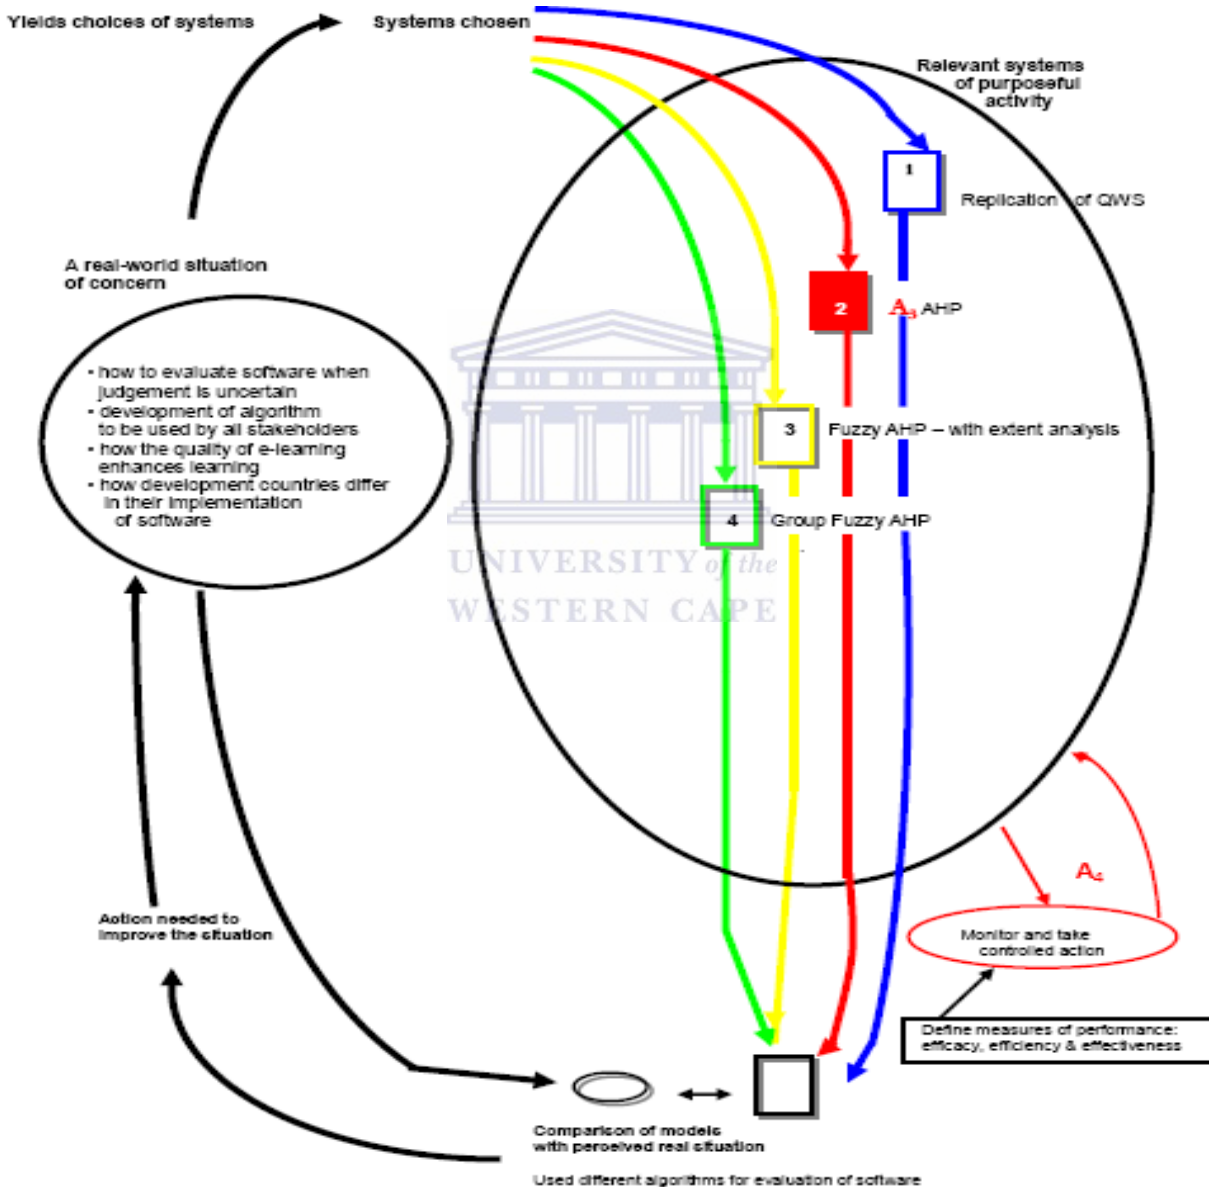 Yields choices of systems
Systems chosen
Relevant systems
of purposeful
activity
1
Replication of QWS
A real-world situation
of concern
2
A₃ AHP
• how to evaluate software when
judgement is uncertain
• development of algorithm
to be used by all stakeholders
• how the quality of e-learning
enhances learning
• how development countries differ
in their implementation
of software
3
Fuzzy AHP – with extent analysis
4
Group Fuzzy AHP
UNIVERSITY of the
WESTERN CAPE
A₄
Action needed to
improve the situation
Monitor and take
controlled action
Define measures of performance:
efficacy, efficiency & effectiveness
Comparison of models
with perceived real situation
Used different algorithms for evaluation of software